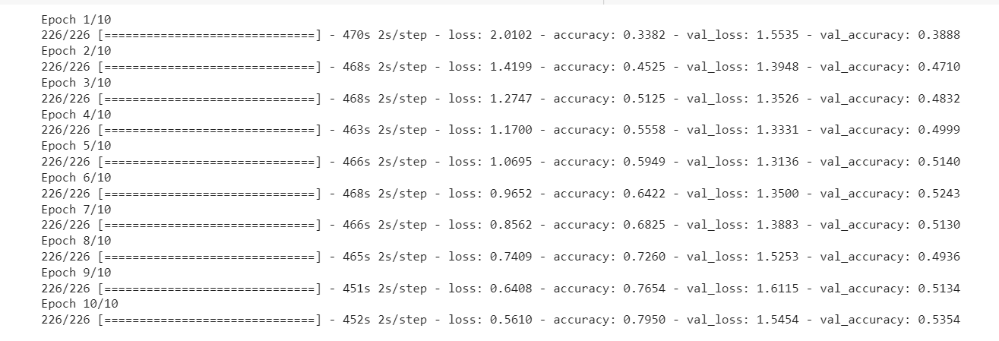 Epoch 1/10
226/226 [==============================] - 470s 2s/step - loss: 2.0102 - accuracy: 0.3382 - val_loss: 1.5535 - val_accuracy: 0.3888
Epoch 2/10
226/226 [==============================] - 468s 2s/step - loss: 1.4199 - accuracy: 0.4525 - val_loss: 1.3948 - val_accuracy: 0.4710
Epoch 3/10
226/226 [==============================] - 468s 2s/step - loss: 1.2747 - accuracy: 0.5125 - val_loss: 1.3526 - val_accuracy: 0.4832
Epoch 4/10
226/226 [==============================] - 463s 2s/step - loss: 1.1700 - accuracy: 0.5558 - val_loss: 1.3331 - val_accuracy: 0.4999
Epoch 5/10
226/226 [==============================] - 466s 2s/step - loss: 1.0695 - accuracy: 0.5949 - val_loss: 1.3136 - val_accuracy: 0.5140
Epoch 6/10
226/226 [==============================] - 468s 2s/step - loss: 0.9652 - accuracy: 0.6422 - val_loss: 1.3500 - val_accuracy: 0.5243
Epoch 7/10
226/226 [==============================] - 466s 2s/step - loss: 0.8562 - accuracy: 0.6825 - val_loss: 1.3883 - val_accuracy: 0.5130
Epoch 8/10
226/226 [==============================] - 465s 2s/step - loss: 0.7409 - accuracy: 0.7260 - val_loss: 1.5253 - val_accuracy: 0.4936
Epoch 9/10
226/226 [==============================] - 451s 2s/step - loss: 0.6408 - accuracy: 0.7654 - val_loss: 1.6115 - val_accuracy: 0.5134
Epoch 10/10
226/226 [==============================] - 452s 2s/step - loss: 0.5610 - accuracy: 0.7950 - val_loss: 1.5454 - val_accuracy: 0.5354